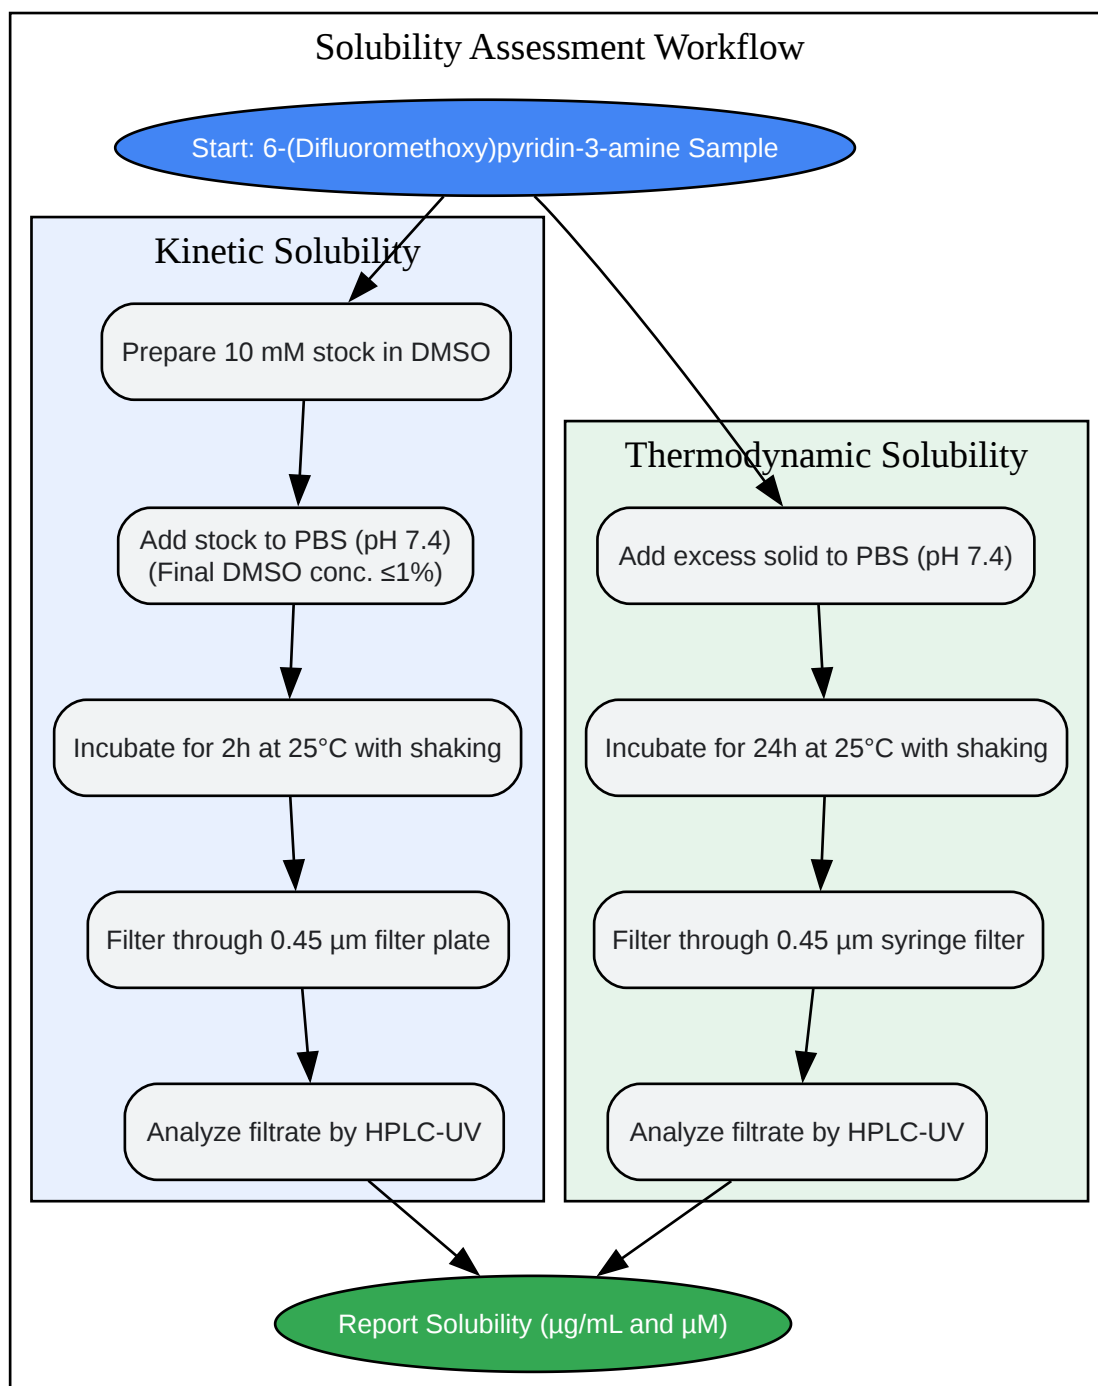 Solubility Assessment Workflow
Start: 6-(Difluoromethoxy)pyridin-3-amine Sample
Kinetic Solubility
Prepare 10 mM stock in DMSO
Add stock to PBS (pH 7.4)
(Final DMSO conc. ≤1%)
Incubate for 2h at 25°C with shaking
Filter through 0.45 µm filter plate
Analyze filtrate by HPLC-UV
Thermodynamic Solubility
Add excess solid to PBS (pH 7.4)
Incubate for 24h at 25°C with shaking
Filter through 0.45 µm syringe filter
Analyze filtrate by HPLC-UV
Report Solubility (µg/mL and µM)